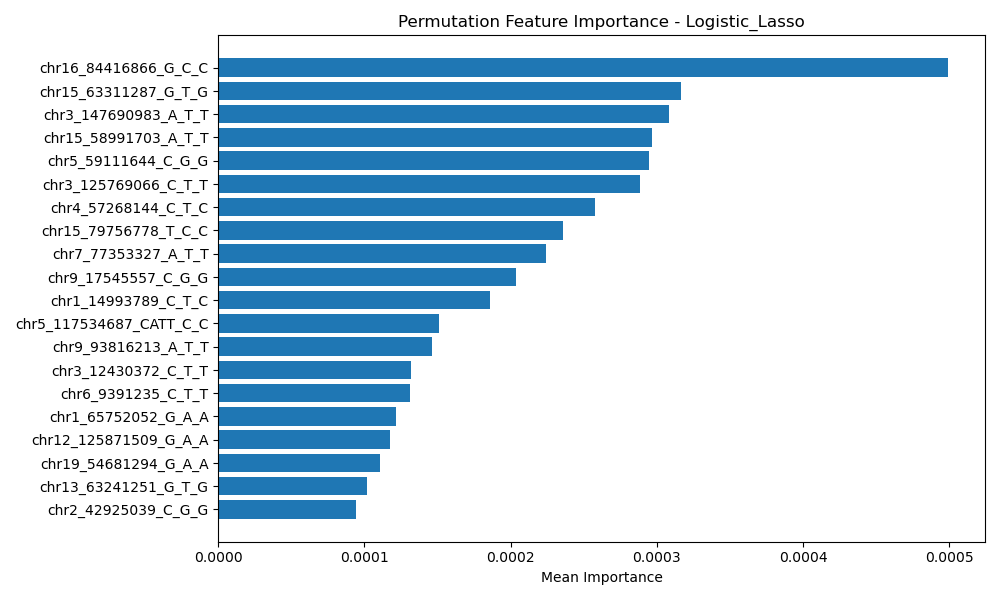 Permutation Feature Importance - Logistic_Lasso
chr16_84416866_G_C_C
chr15_63311287_G_T_G
chr3_147690983_A_T_T
chr15_58991703_A_T_T
chr5_59111644_C_G_G
chr3_125769066_C_T_T
chr4_57268144_C_T_C
chr15_79756778_T_C_C
chr7_77353327_A_T_T
chr9_17545557_C_G_G
chr1_14993789_C_T_C
chr5_117534687_CATT_C_C
chr9_93816213_A_T_T
chr3_12430372_C_T_T
chr6_9391235_C_T_T
chr1_65752052_G_A_A
chr12_125871509_G_A_A
chr19_54681294_G_A_A
chr13_63241251_G_T_G
chr2_42925039_C_G_G
0.0000 0.0001 0.0002 0.0003 0.0004 0.0005
Mean Importance